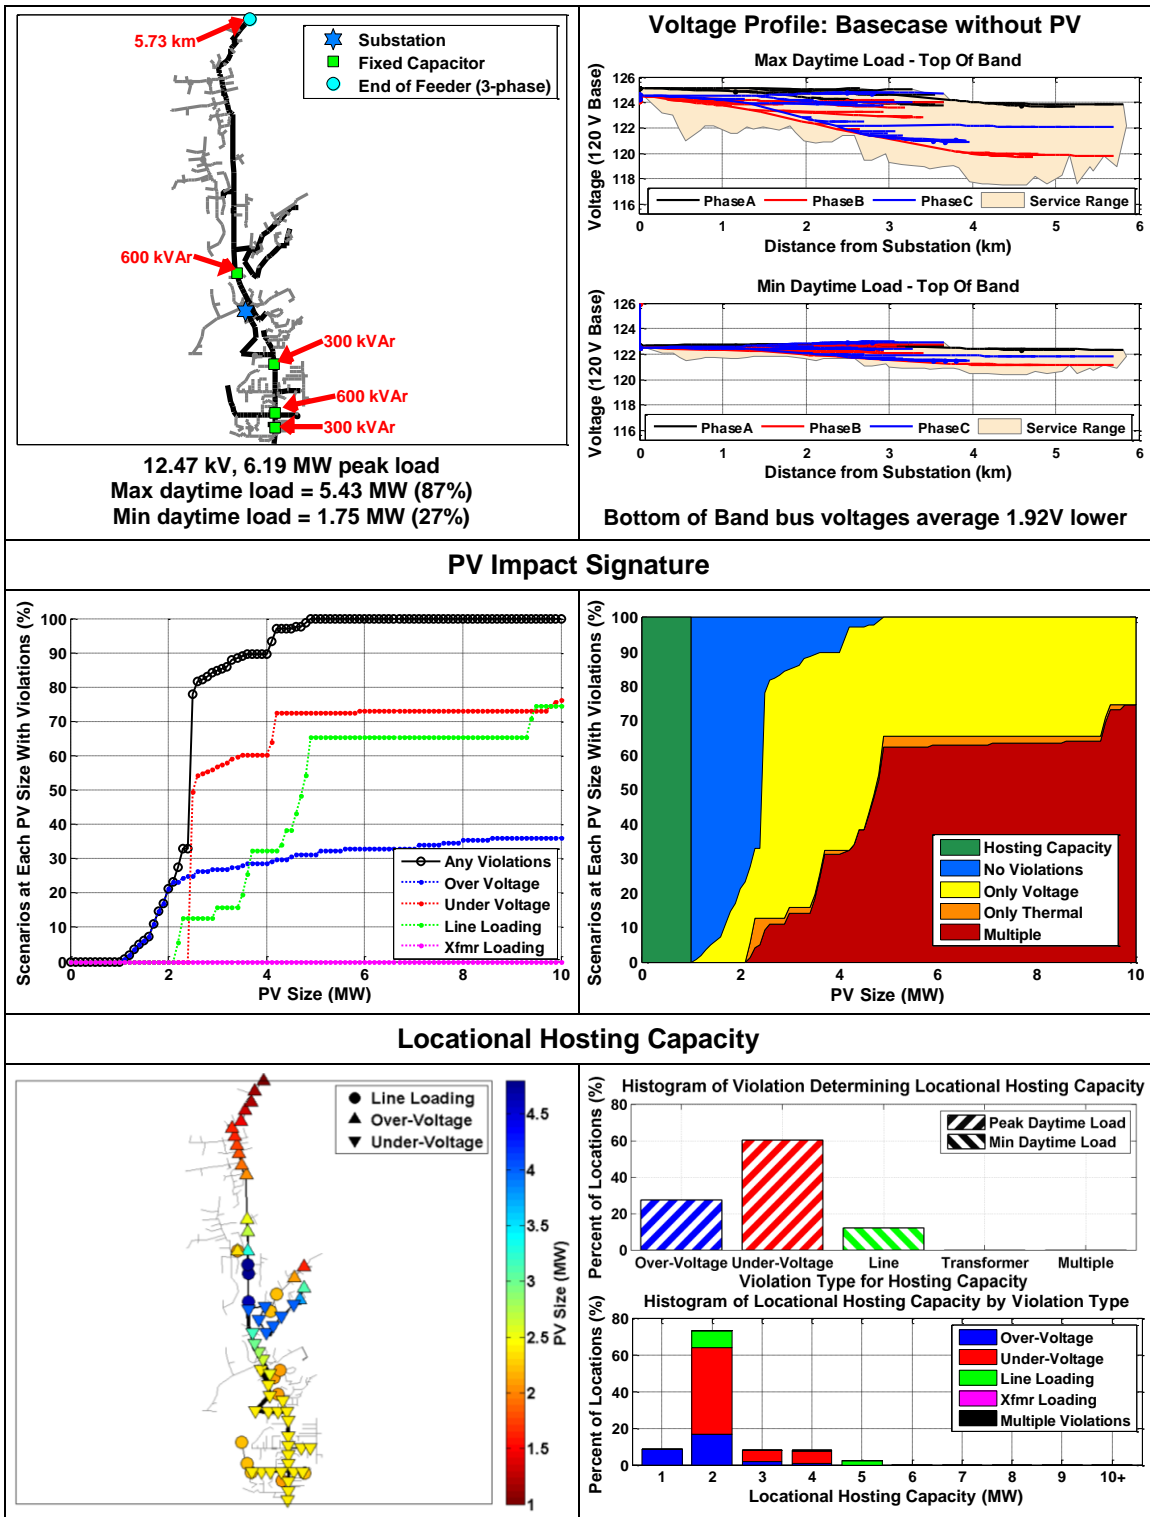 5.73 km
Substation
Fixed Capacitor
End of Feeder (3-phase)
600 kVAr
300 kVAr
600 kVAr
300 kVAr
12.47 kV, 6.19 MW peak load
Max daytime load = 5.43 MW (87%)
Min daytime load = 1.75 MW (27%)
Voltage Profile: Basecase without PV
Max Daytime Load - Top Of Band
Voltage (120 V Base)
126
124
122
120
118
116
PhaseA
PhaseB
PhaseC
Service Range
0 1 2 3 4 5 6
Distance from Substation (km)
Min Daytime Load - Top Of Band
Voltage (120 V Base)
126
124
122
120
118
116
PhaseA
PhaseB
PhaseC
Service Range
0 1 2 3 4 5 6
Distance from Substation (km)
Bottom of Band bus voltages average 1.92V lower
PV Impact Signature
Scenarios at Each PV Size With Violations (%)
100
90
80
70
60
50
40
30
20
10
0
Any Violations
Over Voltage
Under Voltage
Line Loading
Xfmr Loading
0 2 4 6 8 10
PV Size (MW)
Scenarios at Each PV Size With Violations (%)
100
90
80
70
60
50
40
30
20
10
0
Hosting Capacity
No Violations
Only Voltage
Only Thermal
Multiple
0 2 4 6 8 10
PV Size (MW)
Locational Hosting Capacity
Line Loading
Over-Voltage
Under-Voltage
4.5
4
3.5
3
2.5
2
1.5
1
PV Size (MW)
Histogram of Violation Determining Locational Hosting Capacity
Percent of Locations (%)
80
60
40
20
0
Peak Daytime Load
Min Daytime Load
Over-Voltage Under-Voltage Line Transformer Multiple
Violation Type for Hosting Capacity
Histogram of Locational Hosting Capacity by Violation Type
Percent of Locations (%)
80
60
40
20
0
Over-Voltage
Under-Voltage
Line Loading
Xfmr Loading
Multiple Violations
1 2 3 4 5 6 7 8 9 10+
Locational Hosting Capacity (MW)